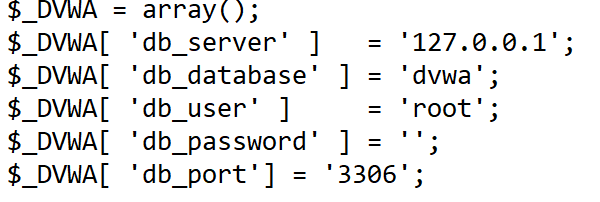 $_DVWA = array();
$_DVWA[ 'db_server' ]   = '127.0.0.1';
$_DVWA[ 'db_database' ] = 'dvwa';
$_DVWA[ 'db_user' ]     = 'root';
$_DVWA[ 'db_password' ] = '';
$_DVWA[ 'db_port'] = '3306';